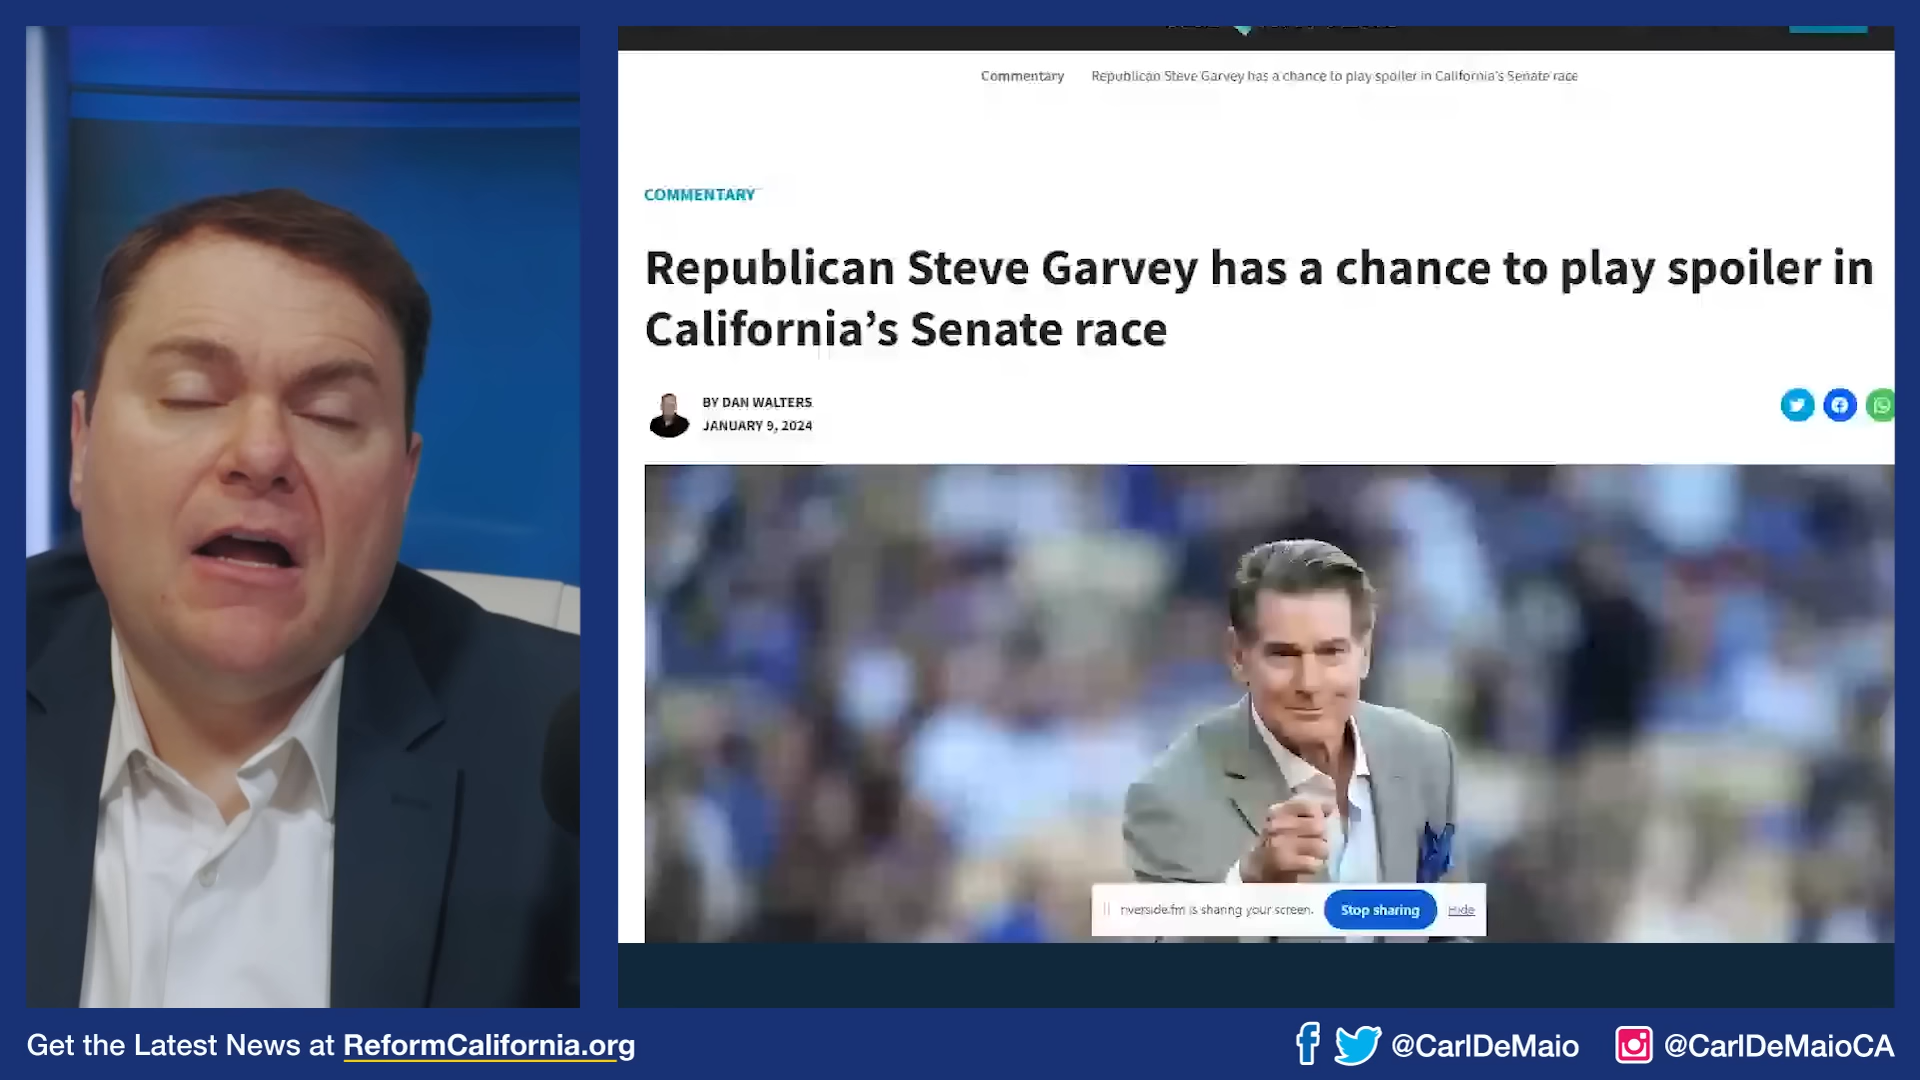 Commentary Republican Steve Garvey has a chance to play spoiler in California's Senate race
COMMENTARY
Republican Steve Garvey has a chance to play spoiler in
California's Senate race
BY DAN WALTERS
JANUARY 9, 2024
riverside.fm is sharing your screen. Stop sharing Hide
Get the Latest News at ReformCalifornia.org
@CarlDeMaio
@CarlDeMaioCA